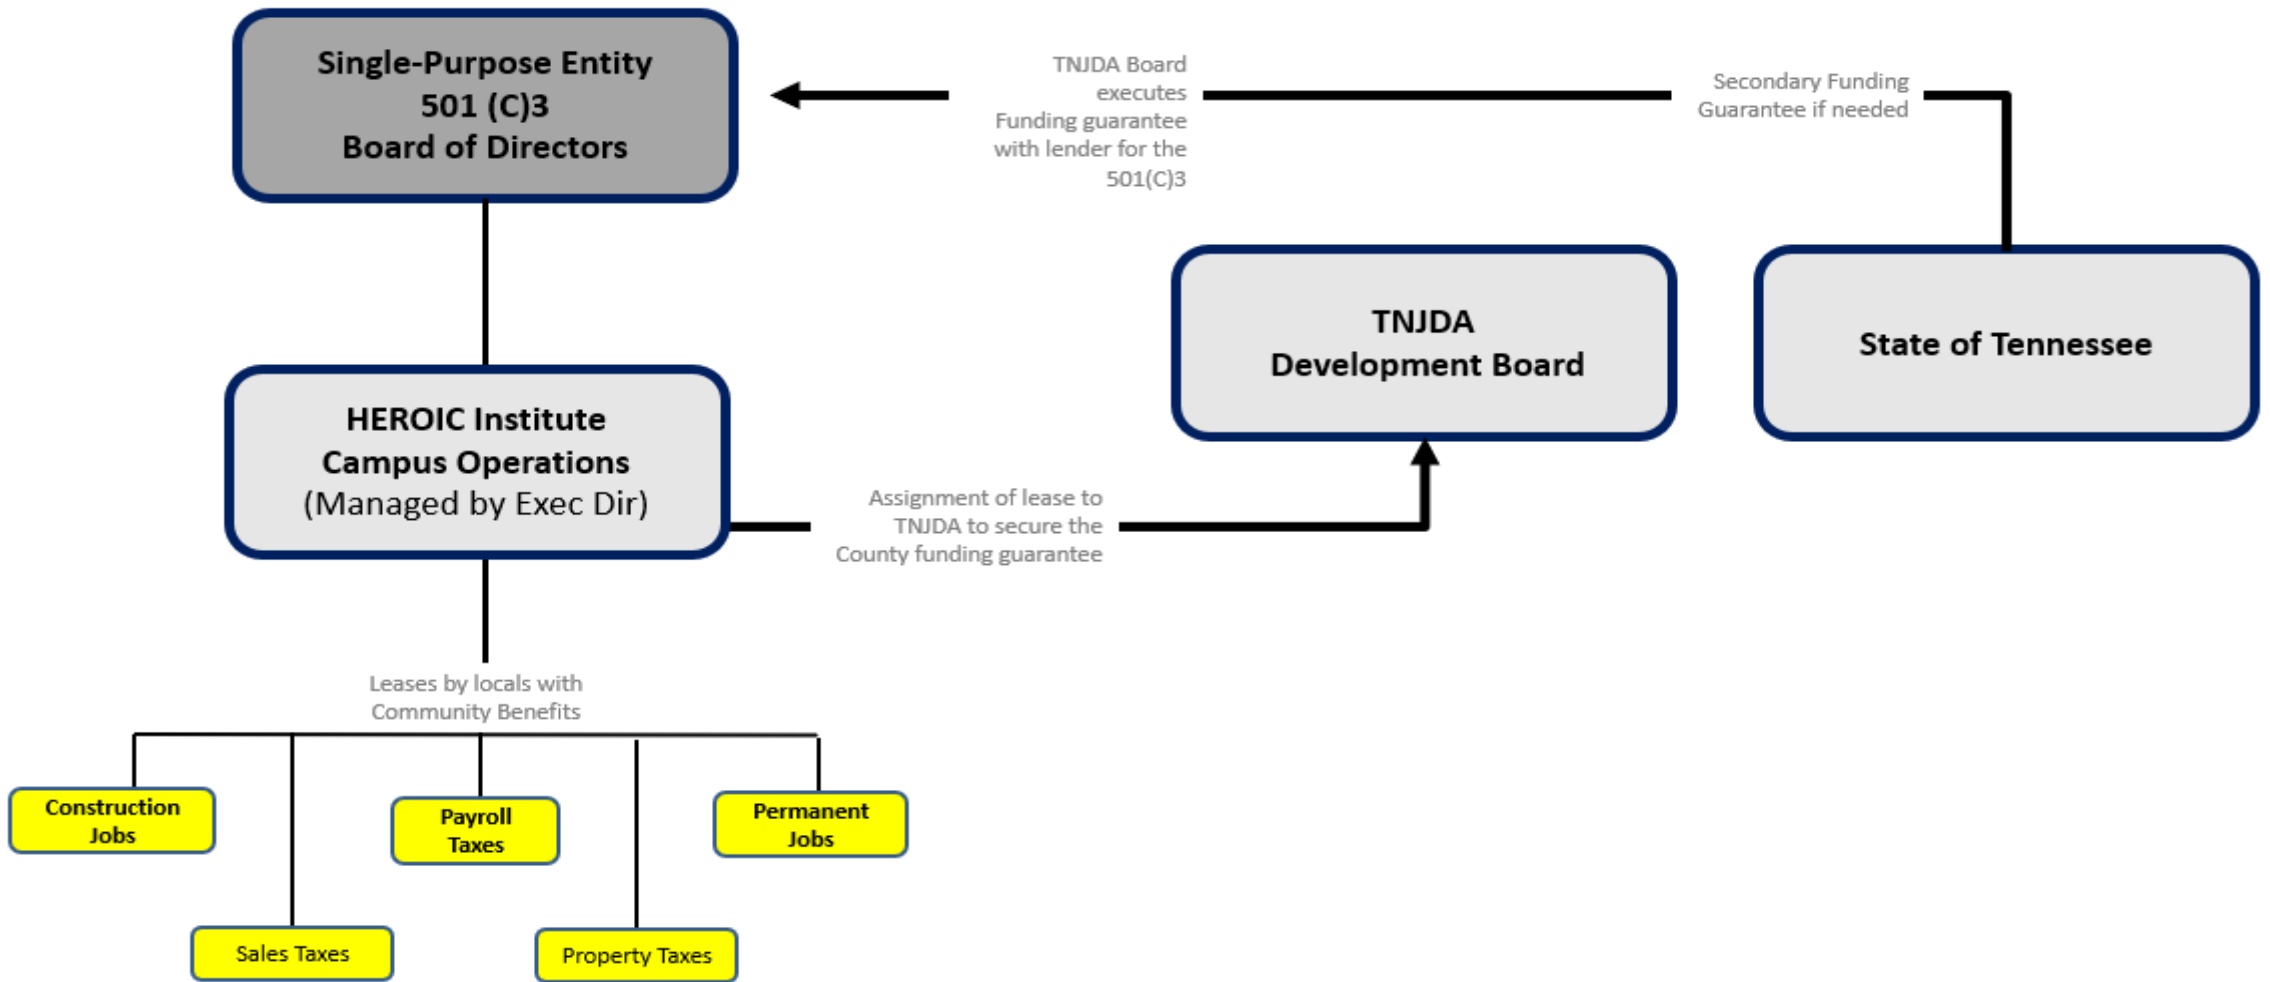 Single-Purpose Entity
501 (C)3
Board of Directors
TNJDA Board
executes
Funding guarantee
with lender for the
501(C)3
Secondary Funding
Guarantee if needed
TNJDA
Development Board
State of Tennessee
HEROIC Institute
Campus Operations
(Managed by Exec Dir)
Assignment of lease to
TNJDA to secure the
County funding guarantee
Leases by locals with
Community Benefits
Construction
Jobs
Payroll
Taxes
Permanent
Jobs
Sales Taxes
Property Taxes